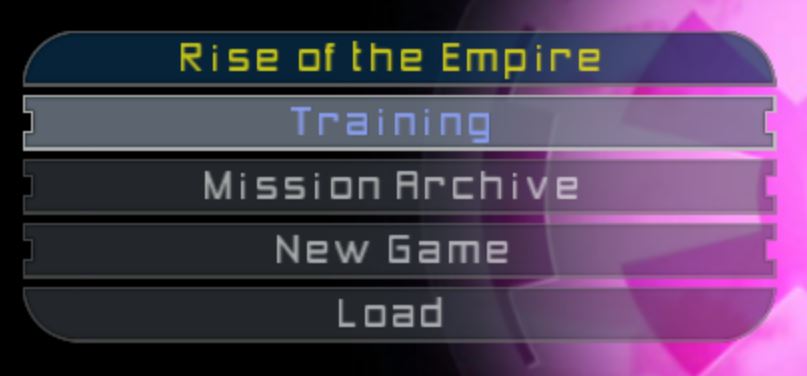 Rise of the Empire
Training
Mission Archive
New Game
Load